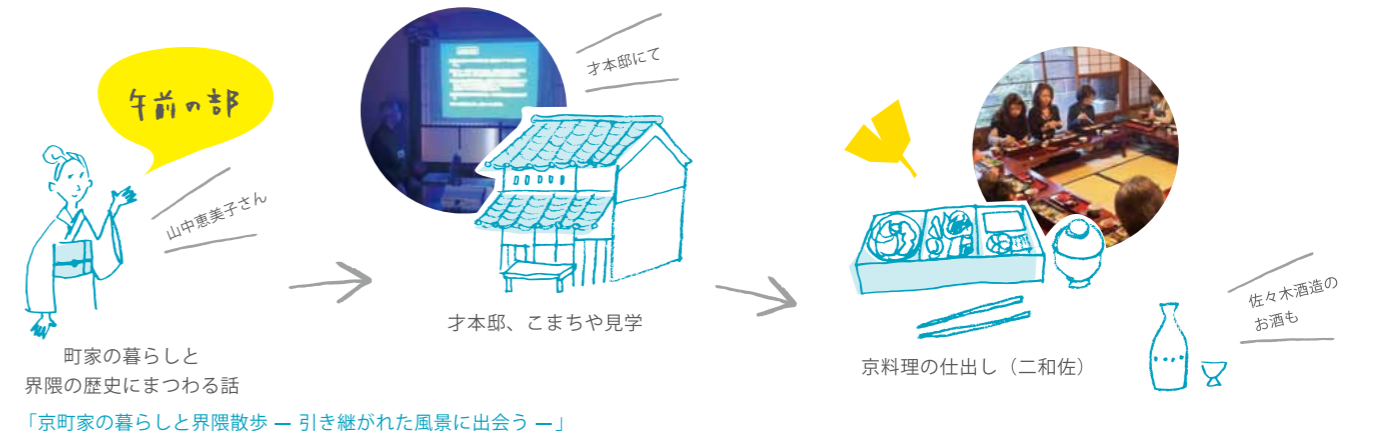 午前の部
山中恵美子さん
町家の暮らしと
界隈の歴史にまつわる話
才本邸にて
才本邸、こまちや見学
京料理の仕出し（二和佐）
佐々木酒造の
お酒も
「京町家の暮らしと界隈散歩 ― 引き継がれた風景に出会う ―」